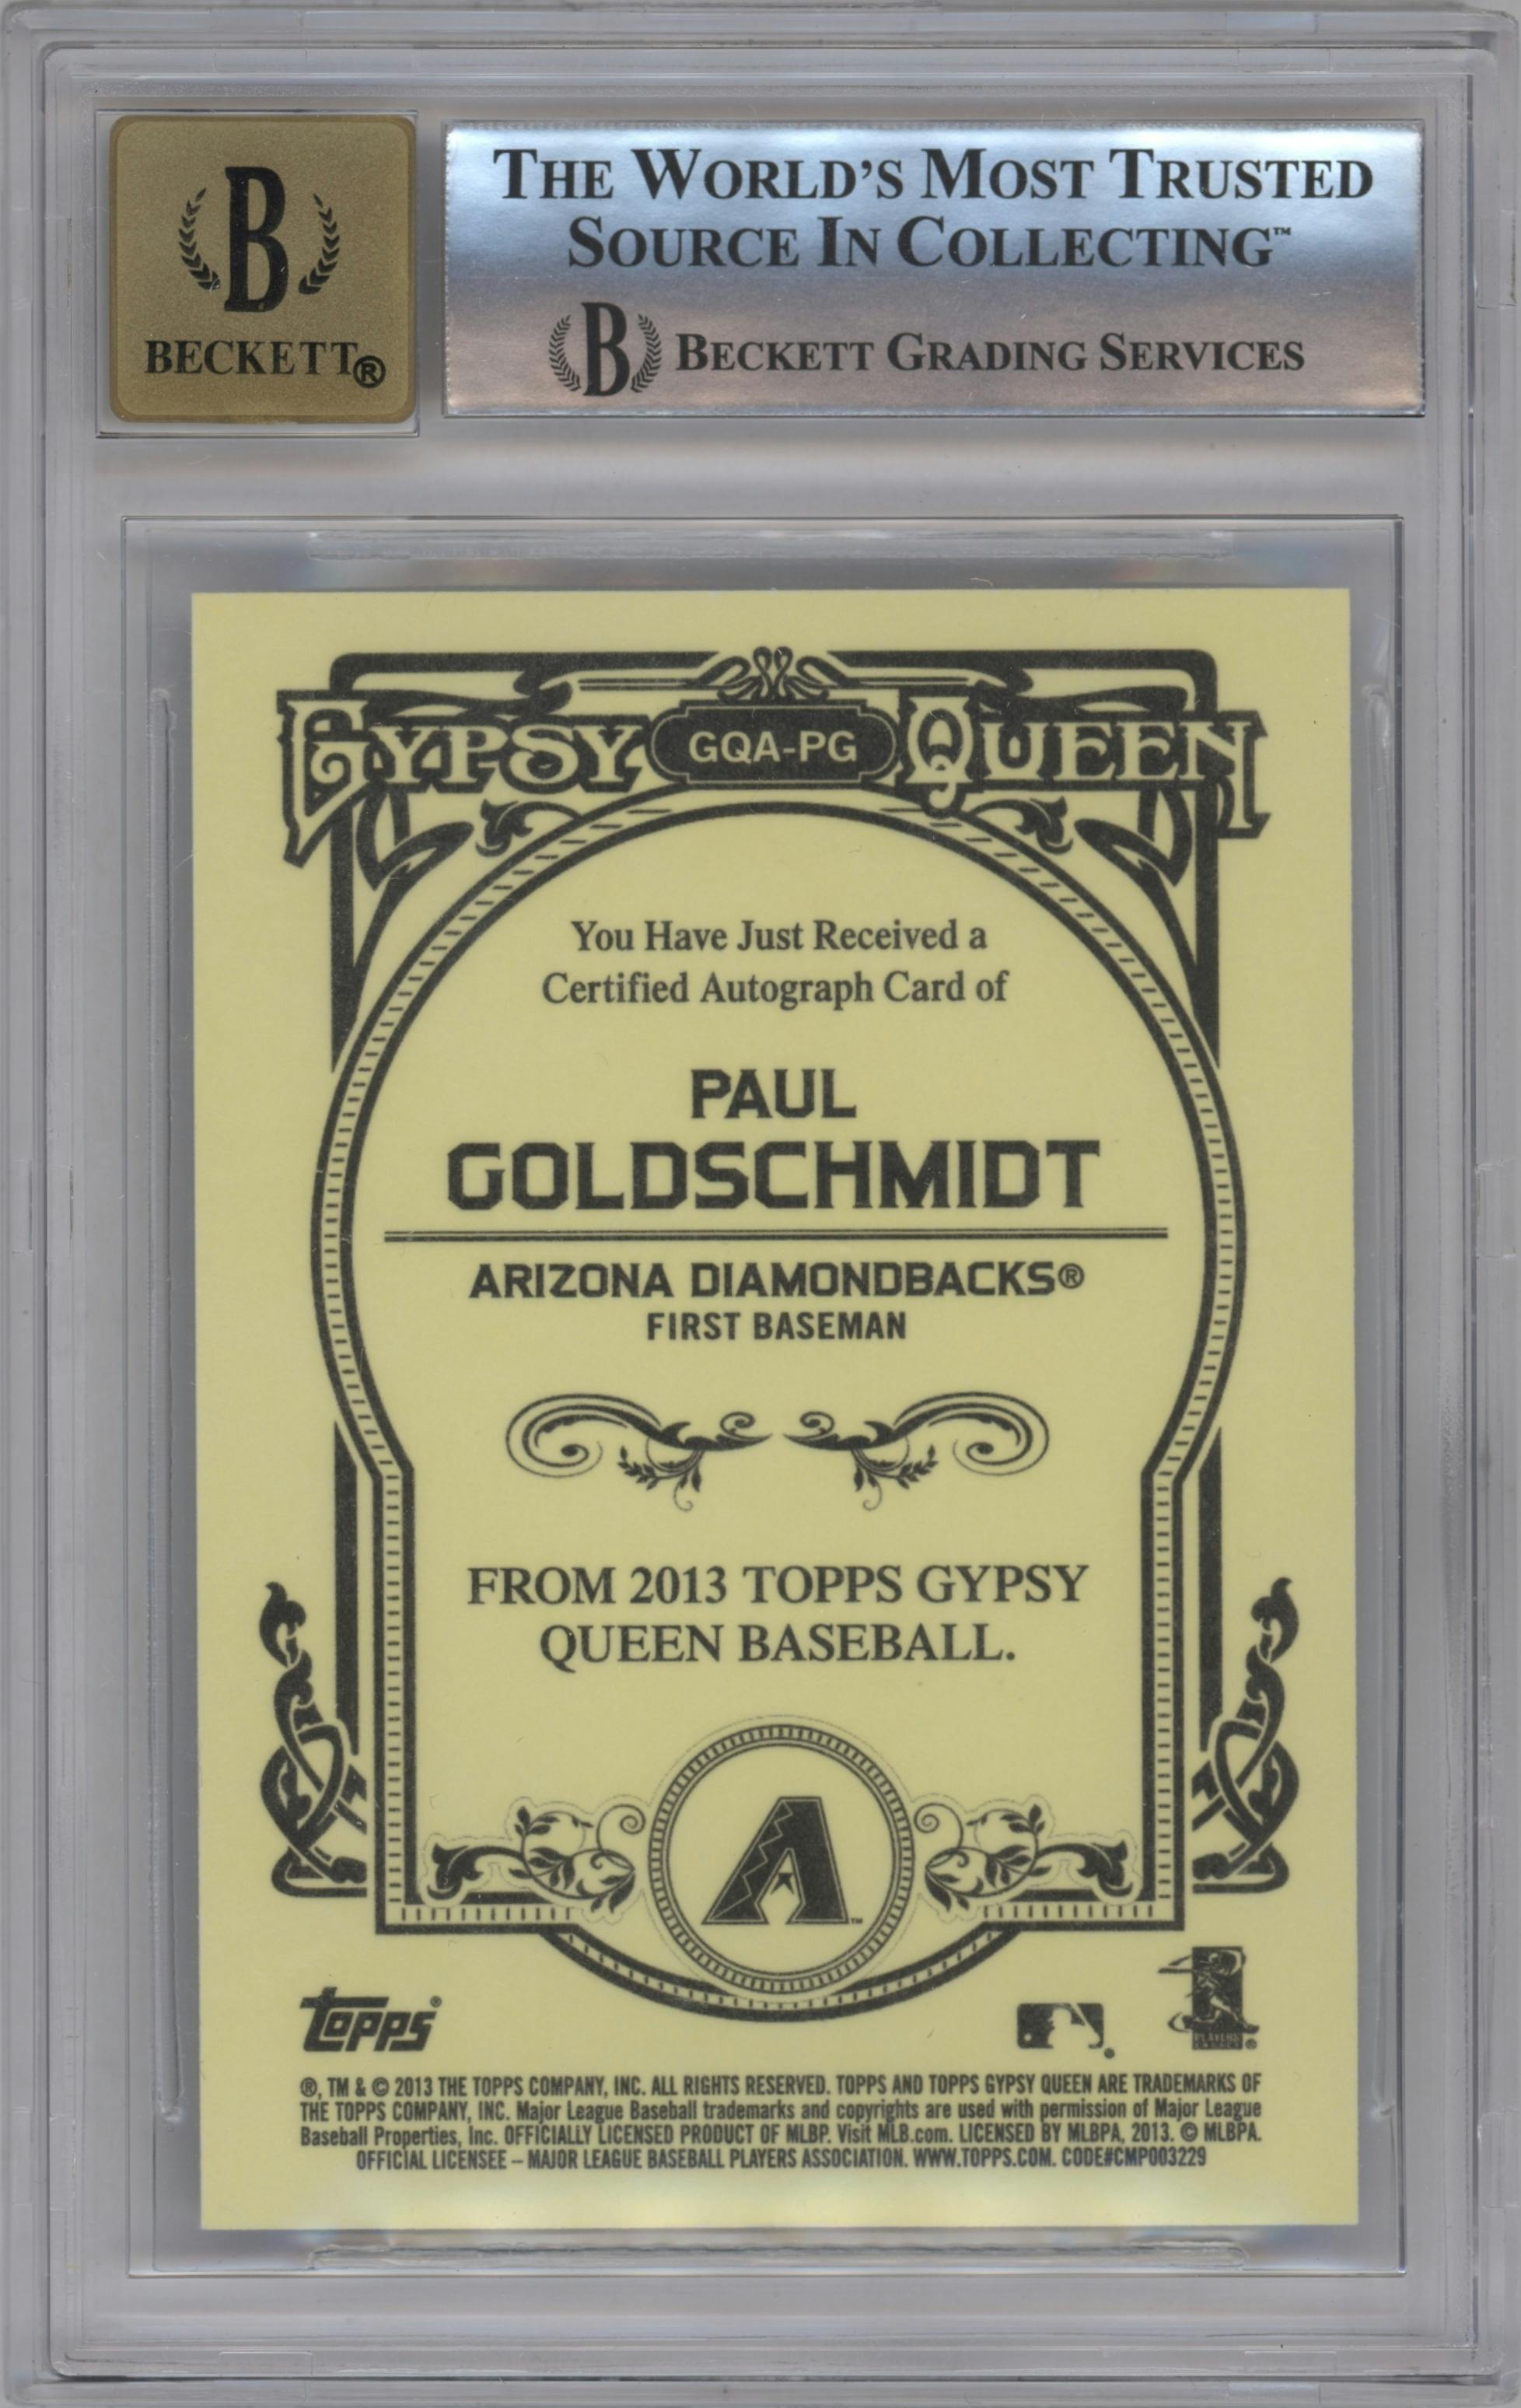 B
BECKETT®
THE WORLD'S MOST TRUSTED
SOURCE IN COLLECTING™
B BECKETT GRADING SERVICES
GYPSY GQA-PG QUEEN
You Have Just Received a
Certified Autograph Card of
PAUL
GOLDSCHMIDT
ARIZONA DIAMONDBACKS®
FIRST BASEMAN
FROM 2013 TOPPS GYPSY
QUEEN BASEBALL.
A™
topps®
PLAYERS
®, TM & © 2013 THE TOPPS COMPANY, INC. ALL RIGHTS RESERVED. TOPPS AND TOPPS GYPSY QUEEN ARE TRADEMARKS OF
THE TOPPS COMPANY, INC. Major League Baseball trademarks and copyrights are used with permission of Major League
Baseball Properties, Inc. OFFICIALLY LICENSED PRODUCT OF MLBP. Visit MLB.com. LICENSED BY MLBPA, 2013. © MLBPA.
OFFICIAL LICENSEE – MAJOR LEAGUE BASEBALL PLAYERS ASSOCIATION. WWW.TOPPS.COM. CODE#CMP003229